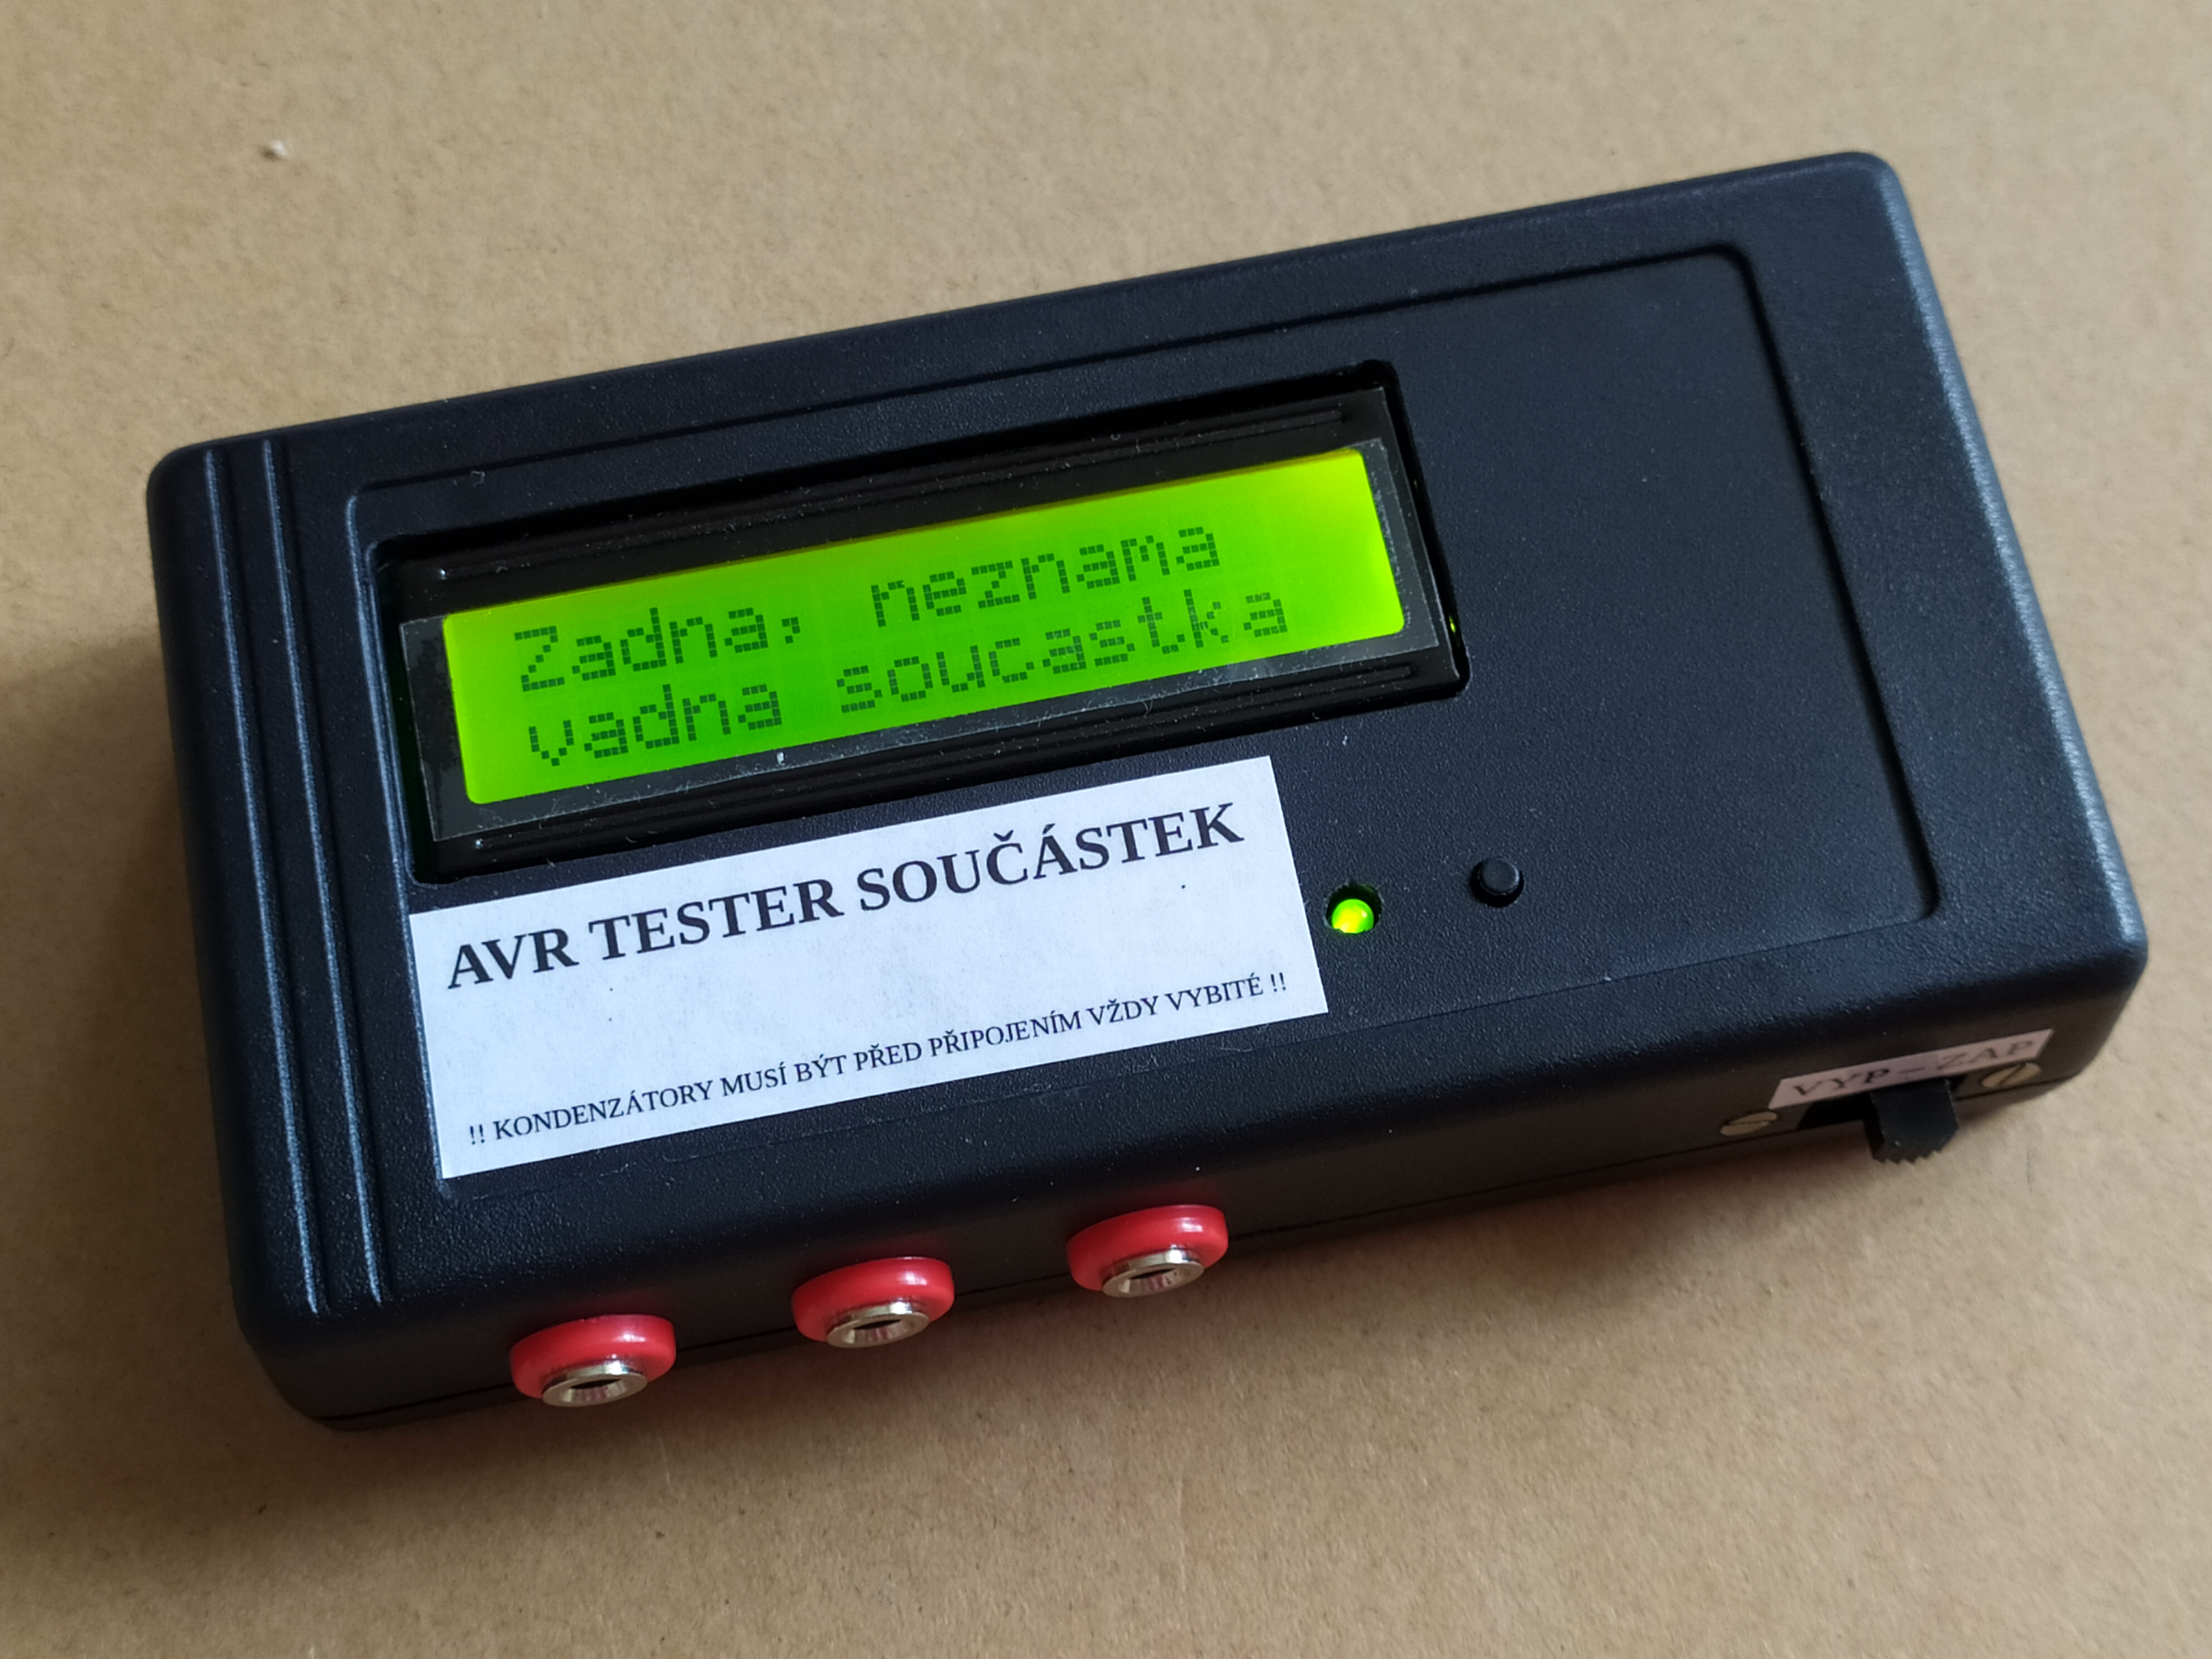 Zadna, neznama
vadna soucastka
AVR TESTER SOUČÁSTEK
!! KONDENZÁTORY MUSÍ BÝT PŘED PŘIPOJENÍM VŽDY VYBITÉ !!
VYP-ZAP